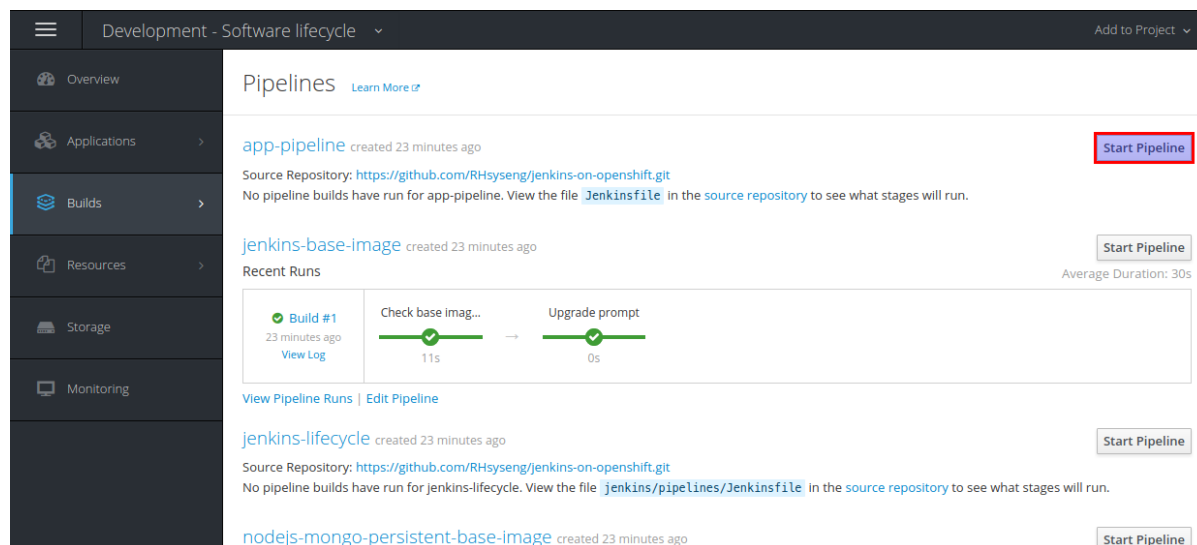 Development - Software lifecycle
Add to Project
Overview
Applications
Builds
Resources
Storage
Monitoring
Pipelines Learn More
app-pipeline created 23 minutes ago
Start Pipeline
Source Repository: https://github.com/RHsyseng/jenkins-on-openshift.git
No pipeline builds have run for app-pipeline. View the file Jenkinsfile in the source repository to see what stages will run.
jenkins-base-image created 23 minutes ago
Start Pipeline
Recent Runs
Average Duration: 30s
Build #1
23 minutes ago
View Log
Check base imag...
11s
Upgrade prompt
0s
View Pipeline Runs | Edit Pipeline
jenkins-lifecycle created 23 minutes ago
Start Pipeline
Source Repository: https://github.com/RHsyseng/jenkins-on-openshift.git
No pipeline builds have run for jenkins-lifecycle. View the file jenkins/pipelines/Jenkinsfile in the source repository to see what stages will run.
nodejs-mongo-persistent-base-image created 23 minutes ago
Start Pipeline